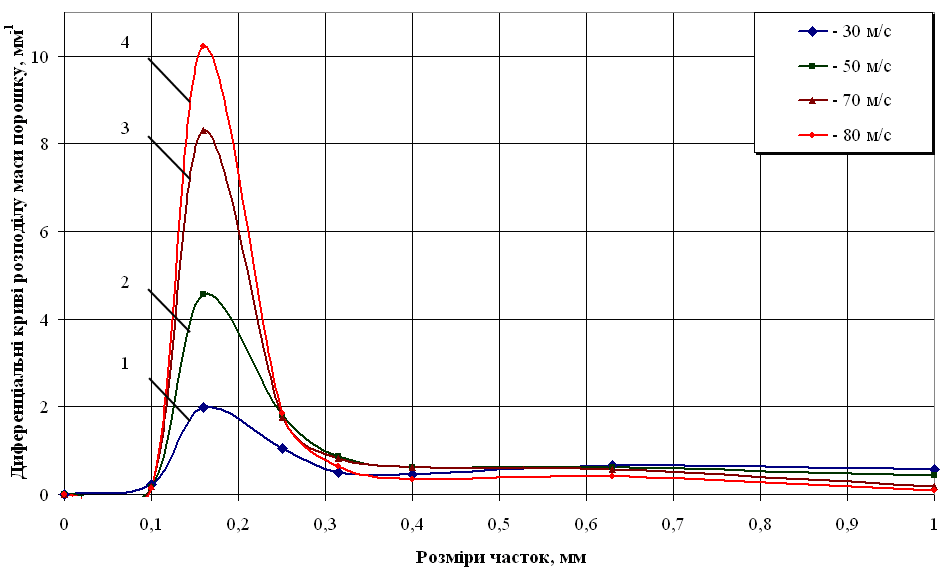 Диференціальні криві розподілу маси порошку, мм-1
10
8
6
4
2
0
4
3
2
1
- 30 м/с
- 50 м/с
- 70 м/с
- 80 м/с
0 0,1 0,2 0,3 0,4 0,5 0,6 0,7 0,8 0,9 1
Розміри часток, мм